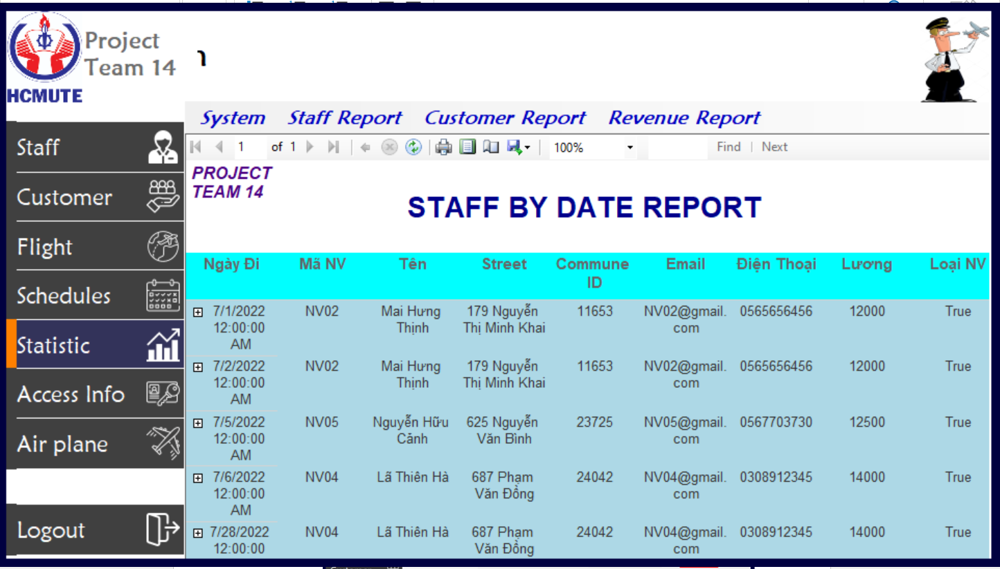 Project
Team 14
HCMUTE
System Staff Report Customer Report Revenue Report
Staff
Customer
Flight
Schedules
Statistic
Access Info
Air plane
Logout
1 of 1 100% Find | Next
PROJECT
TEAM 14
STAFF BY DATE REPORT
Ngày Đi Mã NV Tên Street Commune Email Điện Thoại Lương Loại NV
ID
7/1/2022 NV02 Mai Hưng 179 Nguyễn 11653 NV02@gmail. 0565656456 12000 True
12:00:00 Thịnh Thị Minh Khai com
AM
7/2/2022 NV02 Mai Hưng 179 Nguyễn 11653 NV02@gmail. 0565656456 12000 True
12:00:00 Thịnh Thị Minh Khai com
AM
7/5/2022 NV05 Nguyễn Hữu 625 Nguyễn 23725 NV05@gmail. 0567703730 12500 True
12:00:00 Cảnh Văn Bình com
AM
7/6/2022 NV04 Lã Thiên Hà 687 Phạm 24042 NV04@gmail. 0308912345 14000 True
12:00:00 Văn Đồng com
AM
7/28/2022 NV04 Lã Thiên Hà 687 Phạm 24042 NV04@gmail. 0308912345 14000 True
12:00:00 Văn Đồng com